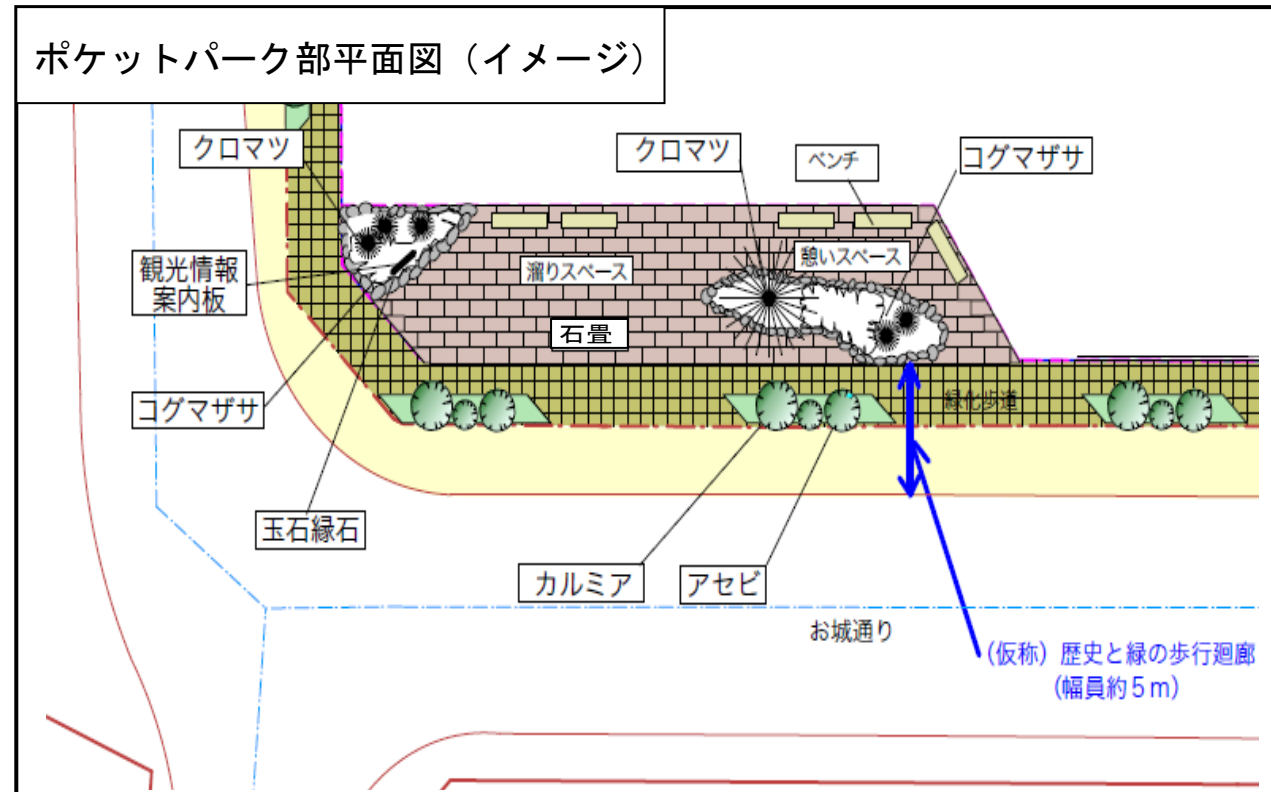 ポケットパーク部平面図（イメージ）
クロマツ
クロマツ
ベンチ
コグマザサ
観光情報
案内板
溜りスペース
憩いスペース
石畳
コグマザサ
緑化歩道
玉石縁石
カルミア
アセビ
お城通り
（仮称）歴史と緑の歩行廻廊
（幅員約５ｍ）